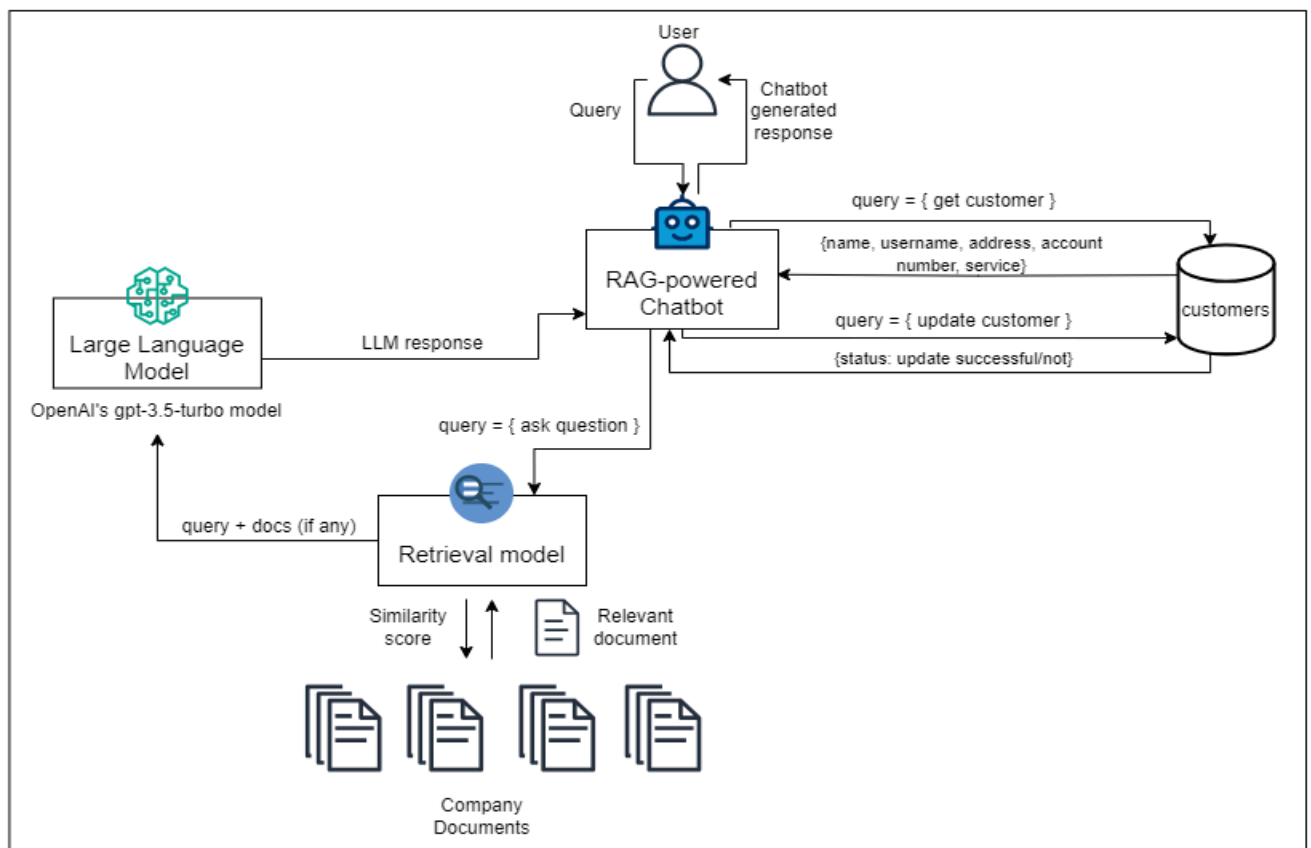 User
Query
Chatbot
generated
response
query = { get customer }
{name, username, address, account
number, service}
RAG-powered
Chatbot
customers
query = { update customer }
{status: update successful/not}
Large Language
Model
LLM response
OpenAI's gpt-3.5-turbo model
query = { ask question }
query + docs (if any)
Retrieval model
Similarity
score
Relevant
document
Company
Documents